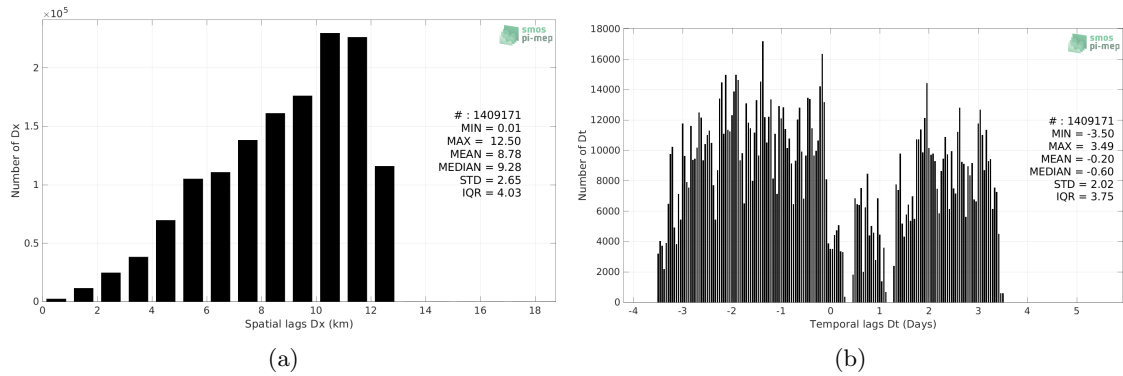 ×10⁵
smos
pi-mep
2
1.5
1
0.5
0
Number of Dx
# : 1409171
MIN = 0.01
MAX = 12.50
MEAN = 8.78
MEDIAN = 9.28
STD = 2.65
IQR = 4.03
0 2 4 6 8 10 12 14 16 18
Spatial lags Dx (km)
(a)
smos
pi-mep
18000
16000
14000
12000
10000
8000
6000
4000
2000
0
Number of Dt
# : 1409171
MIN = -3.50
MAX = 3.49
MEAN = -0.20
MEDIAN = -0.60
STD = 2.02
IQR = 3.75
-4 -3 -2 -1 0 1 2 3 4 5
Temporal lags Dt (Days)
(b)